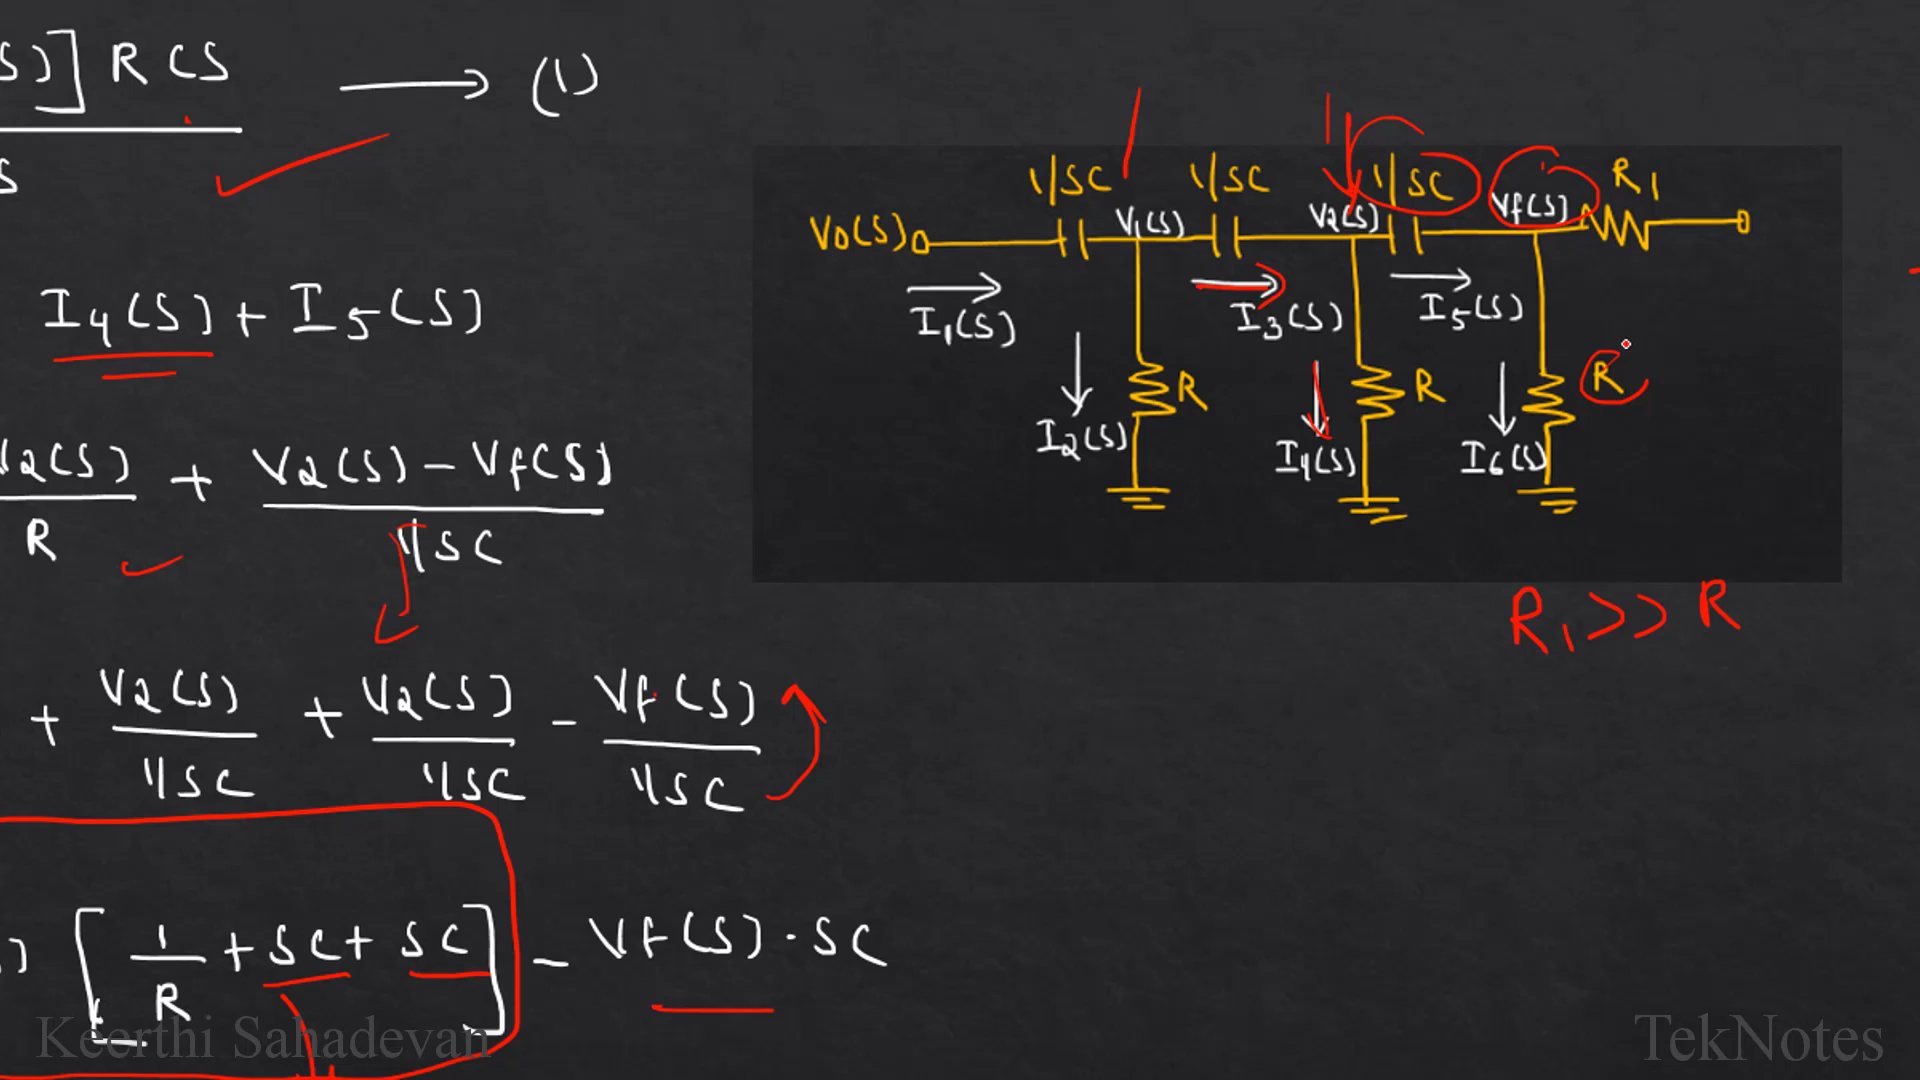 S)] R CS ⟶ (1)
S
I4(S) + I5(S)
V2(S)/R + (V2(S) - Vf(S))/(1/SC)
+ V2(S)/(1/SC) + V2(S)/(1/SC) - Vf(S)/(1/SC)
) [1/R + SC + SC] - Vf(S) · SC
1/SC 1/SC 1/SC R1
V0(S) V1(S) V2(S) Vf(S)
I1(S) I3(S) I5(S)
R R R
I2(S) I4(S) I6(S)
R1 >> R
Keerthi Sahadevan
TekNotes